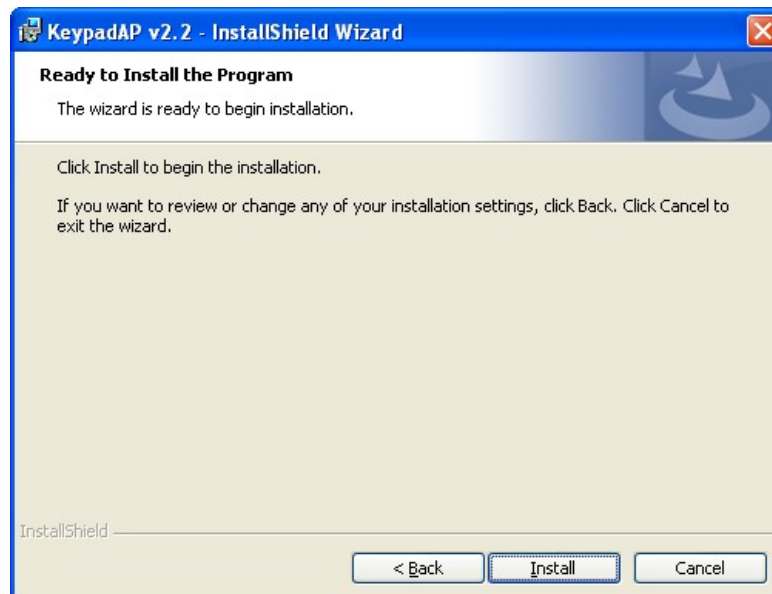 KeypadAP v2.2 - InstallShield Wizard
Ready to Install the Program
The wizard is ready to begin installation.
Click Install to begin the installation.
If you want to review or change any of your installation settings, click Back. Click Cancel to
exit the wizard.
InstallShield
< Back Install Cancel